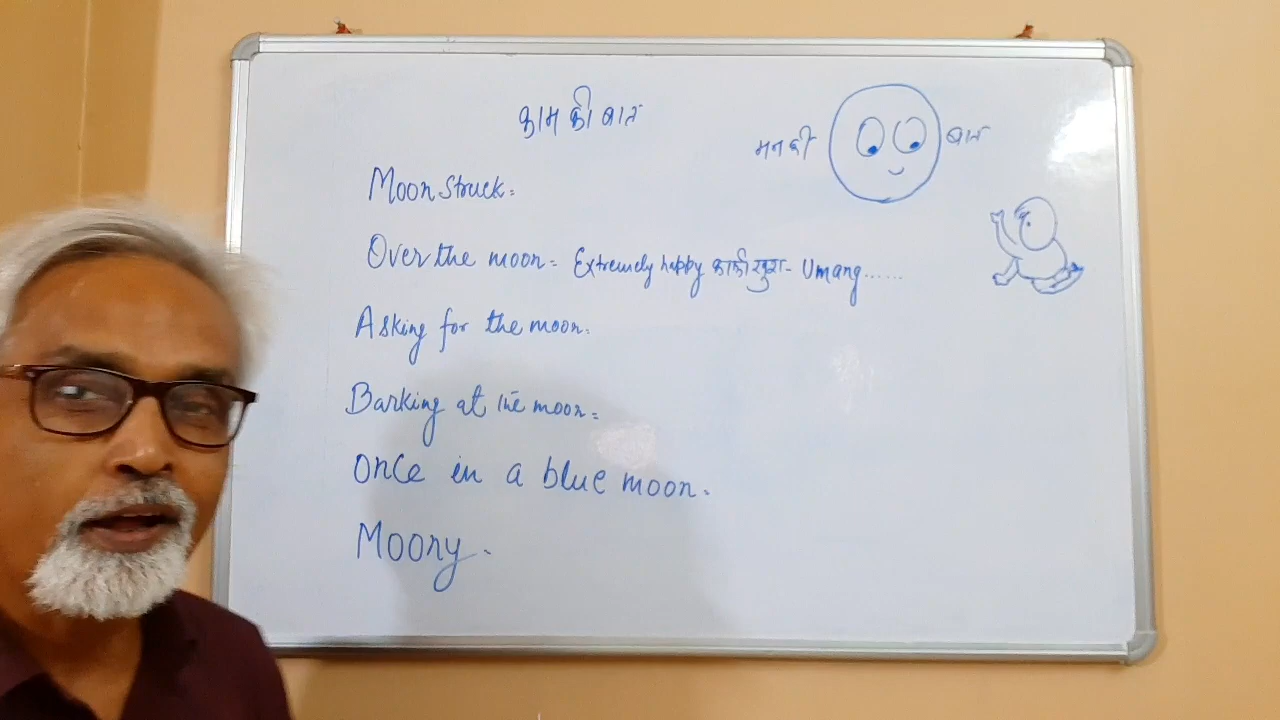 काम की बात
मन की बात
Moon Struck =
Over the moon = Extremely happy काफी खुश - Umang......
Asking for the moon =
Barking at the moon =
Once in a blue moon.
Moony -